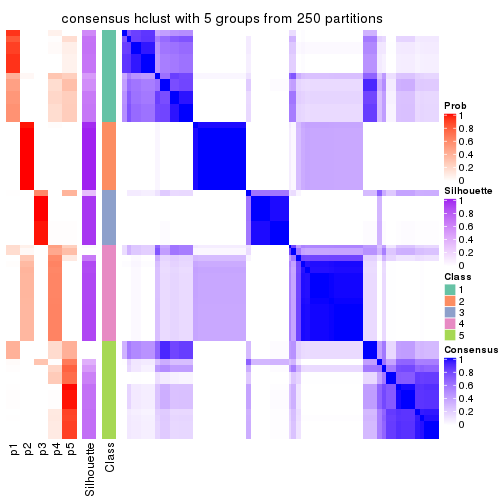 consensus hclust with 5 groups from 250 partitions
Prob
1
0.8
0.6
0.4
0.2
0
Silhouette
1
0.8
0.6
0.4
0.2
0
Class
1
2
3
4
5
Consensus
1
0.8
0.6
0.4
0.2
0
p1
p2
p3
p4
p5
Silhouette
Class